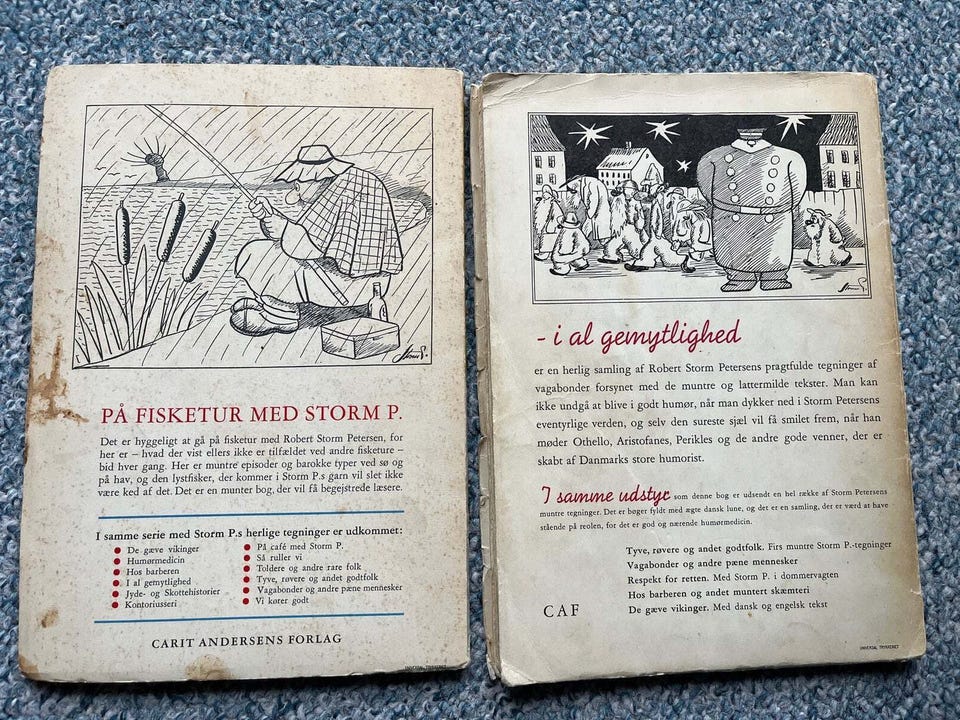 Storm P.
PÅ FISKETUR MED STORM P.
Det er hyggeligt at gå på fisketur med Robert Storm Petersen, for
her er – hvad der vist ellers ikke er tilfældet ved andre fisketure –
bid hver gang. Her er muntre episoder og barokke typer ved sø og
på hav, og den lystfisker, der kommer i Storm P.s garn vil slet ikke
være ked af det. Det er en munter bog, der vil få begejstrede læsere.
I samme serie med Storm P.s herlige tegninger er udkommet:
De gæve vikinger
Humørmedicin
Hos barberen
I al gemytlighed
Jyde- og Skottehistorier
Kontoriusseri
På café med Storm P.
Så ruller vi
Toldere og andre rare folk
Tyve, røvere og andet godtfolk
Vagabonder og andre pæne mennesker
Vi kører godt
CARIT ANDERSENS FORLAG
UNIVERSAL TRYKKERIET
Storm P.
- i al gemytlighed
er en herlig samling af Robert Storm Petersens pragtfulde tegninger af
vagabonder forsynet med de muntre og lattermilde tekster. Man kan
ikke undgå at blive i godt humør, når man dykker ned i Storm Petersens
eventyrlige verden, og selv den sureste sjæl vil få smilet frem, når han
møder Othello, Aristofanes, Perikles og de andre gode venner, der er
skabt af Danmarks store humorist.
I samme udstyr som denne bog er udsendt en hel række af Storm Petersens
muntre tegninger. Det er bøger fyldt med ægte dansk lune, og det er en samling, der er værd at have
stående på reolen, for det er god og nærende humørmedicin.
Tyve, røvere og andet godtfolk. Firs muntre Storm P.-tegninger
Vagabonder og andre pæne mennesker
Respekt for retten. Med Storm P. i dommervagten
Hos barberen og andet muntert skæmteri
CAF De gæve vikinger. Med dansk og engelsk tekst
UNIVERSAL TRYKKERIET